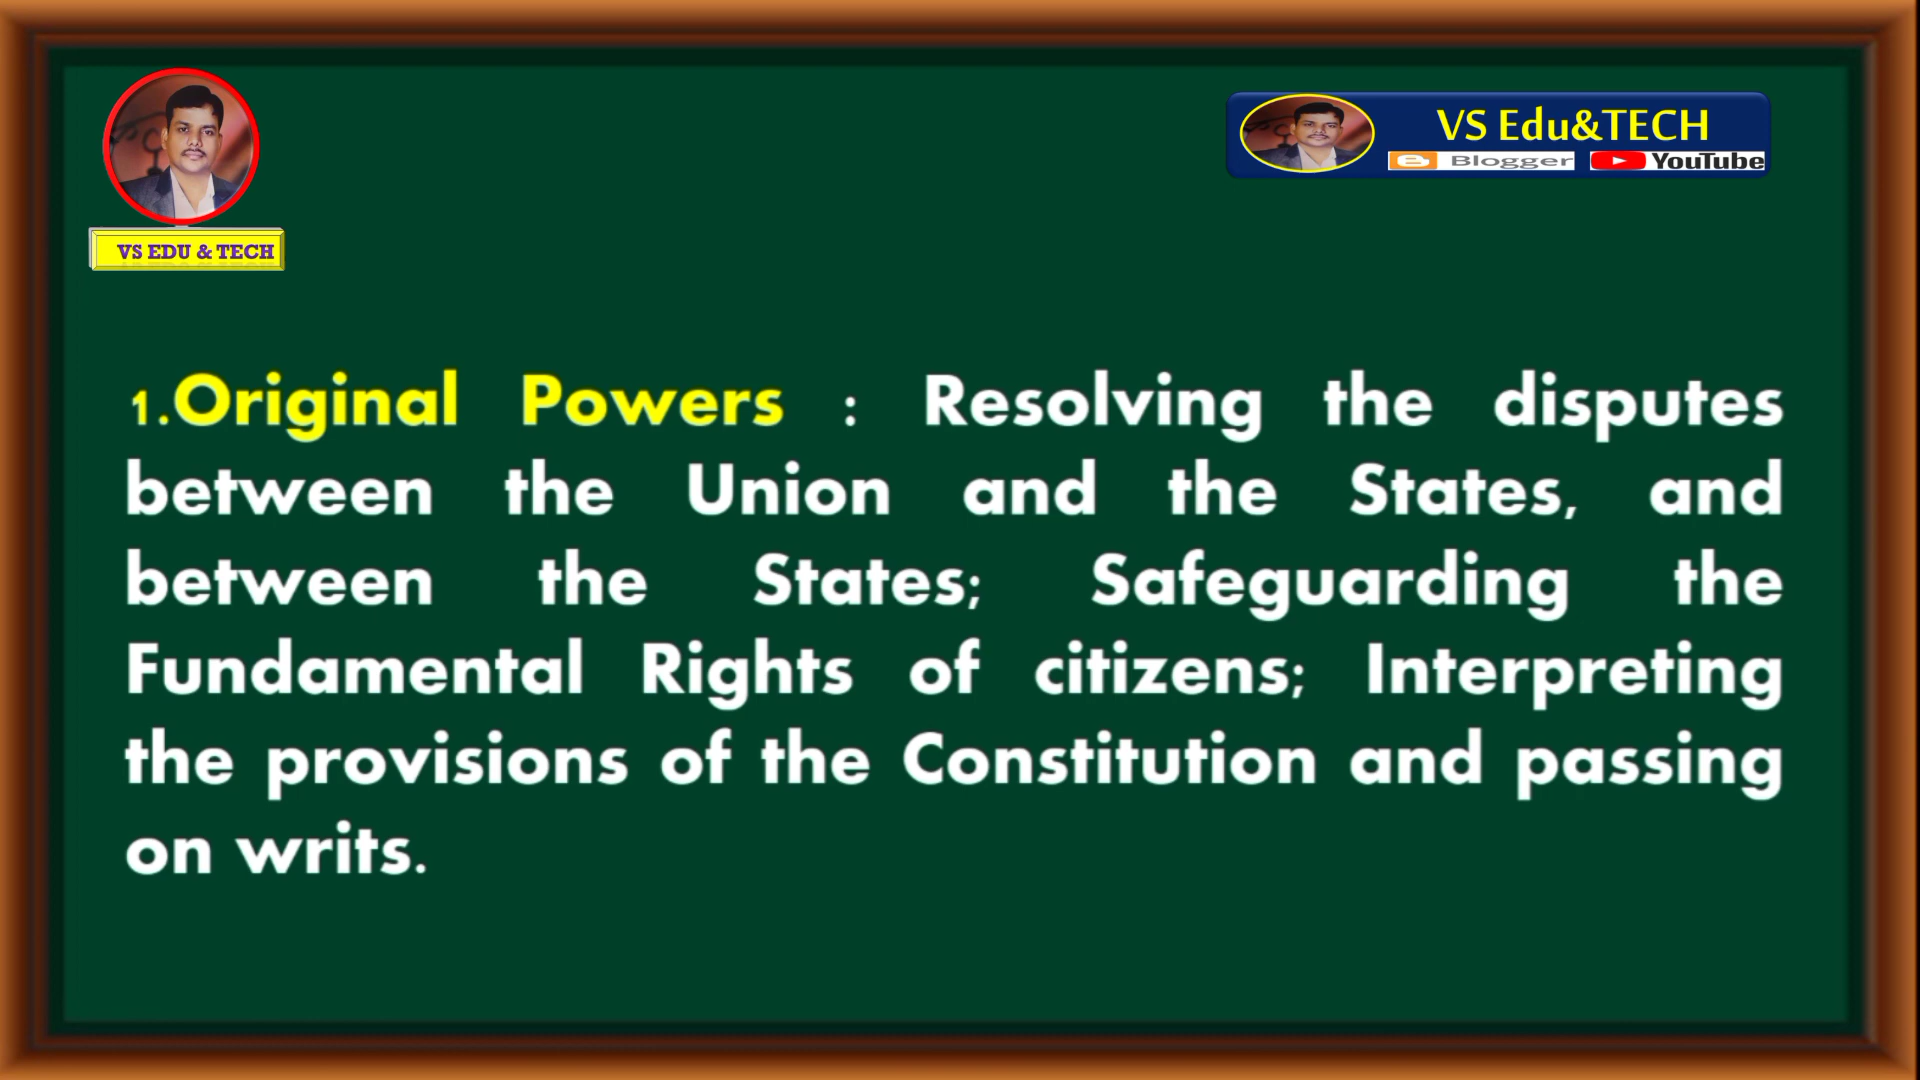 VS EDU & TECH
VS Edu&TECH
Blogger YouTube
1.Original Powers : Resolving the disputes
between the Union and the States, and
between the States; Safeguarding the
Fundamental Rights of citizens; Interpreting
the provisions of the Constitution and passing
on writs.